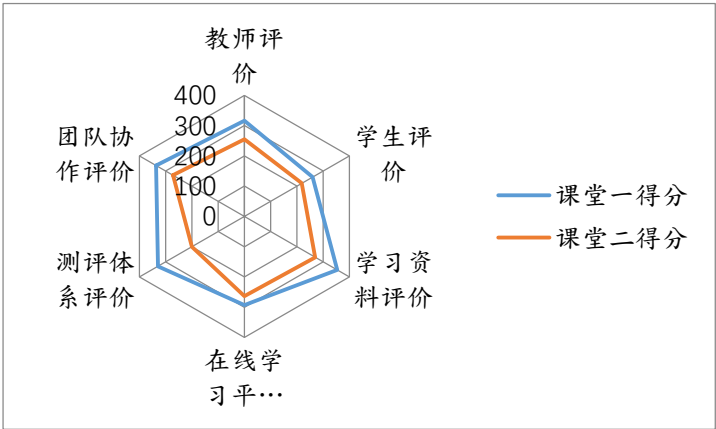 教师评
价
400
300
200
100
0
学生评
价
学习资
料评价
在线学
习平…
测评体
系评价
团队协
作评价
课堂一得分
课堂二得分